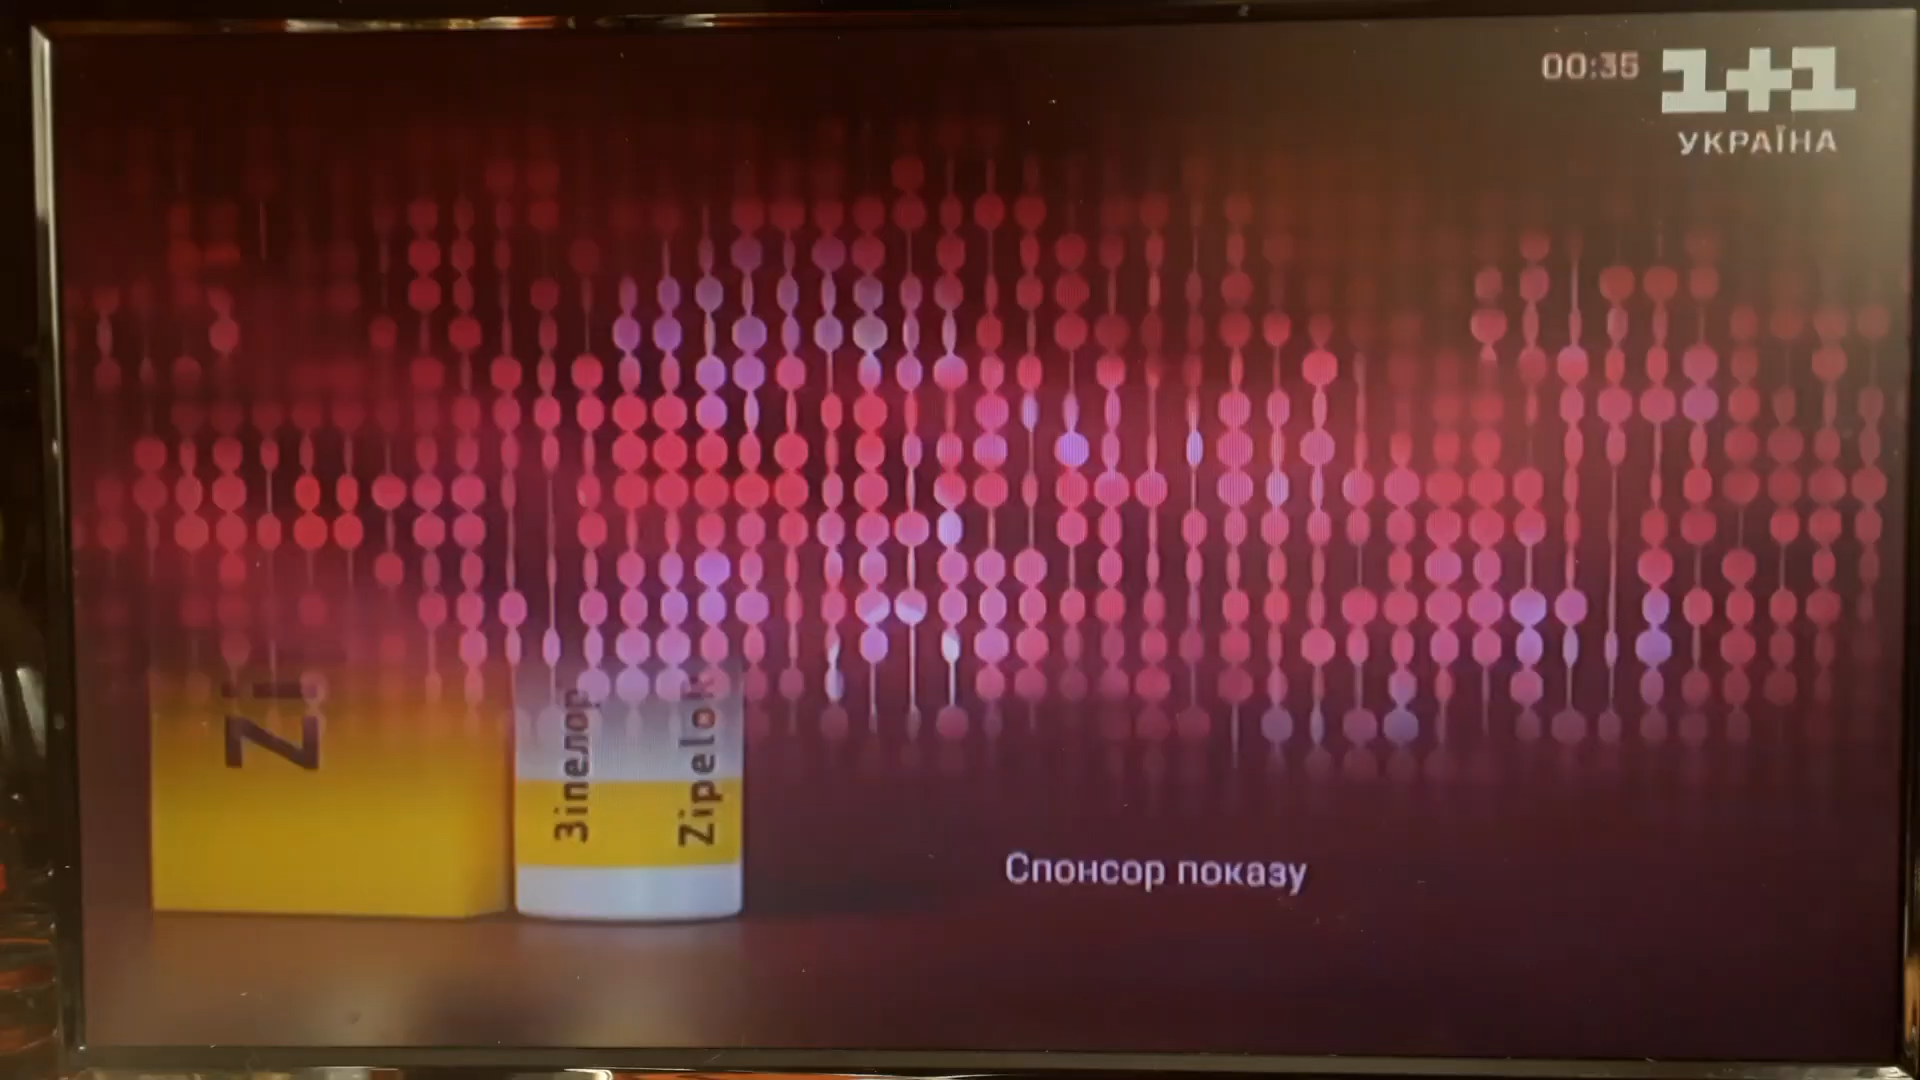 00:35
1+1
УКРАЇНА
Zi
Зіпелор
Zipelor
Спонсор показу